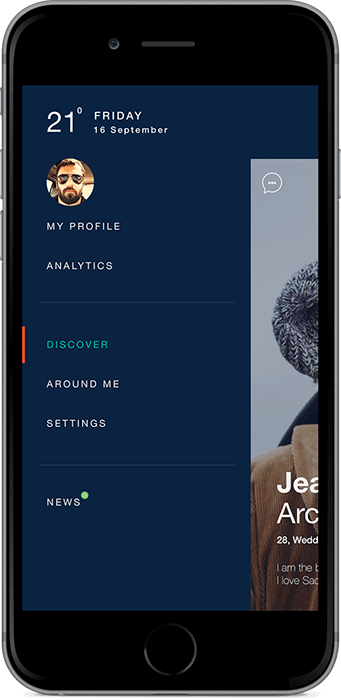 21° FRIDAY
16 September
MY PROFILE
ANALYTICS
DISCOVER
AROUND ME
SETTINGS
NEWS
Jea
Arc
28, Wedd
I am the b
I love Sac